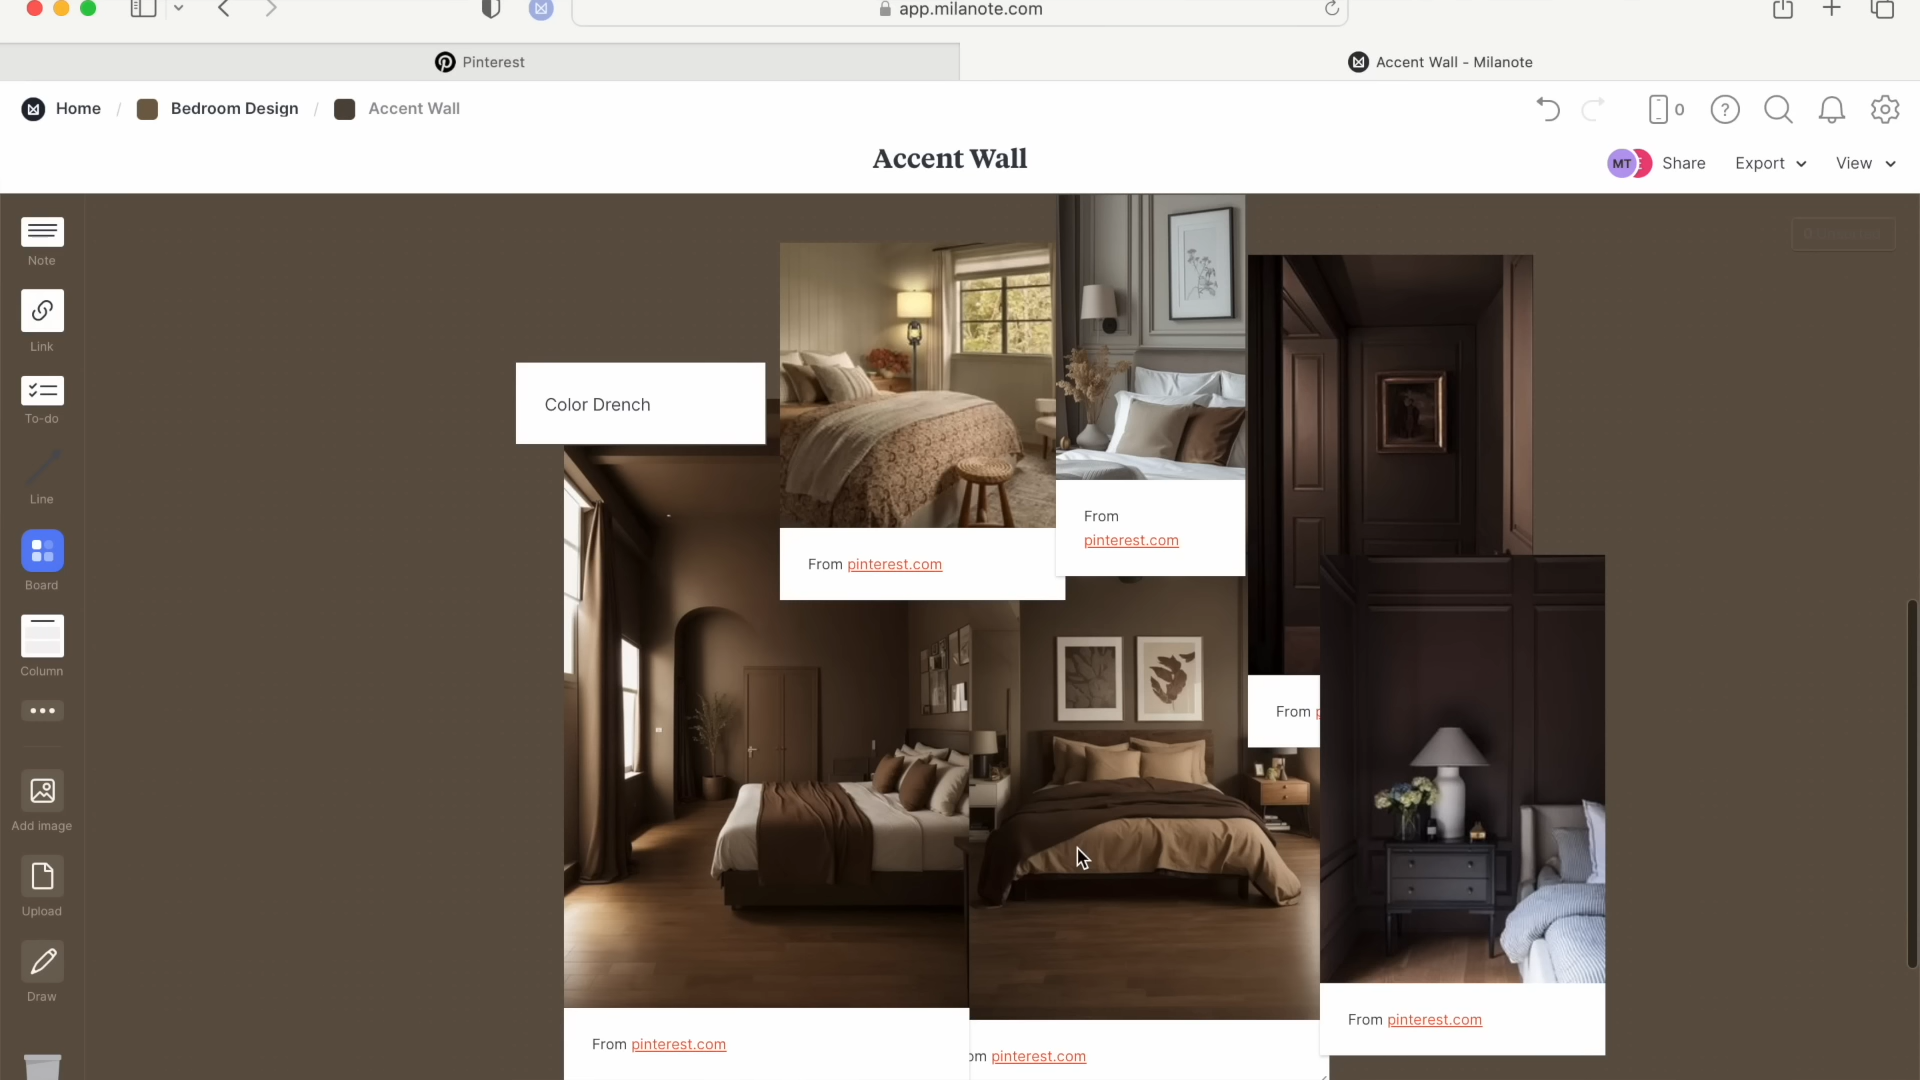 app.milanote.com
Pinterest
Accent Wall - Milanote
Home / Bedroom Design / Accent Wall
0
Accent Wall
MT
Share
Export
View
Note
Link
To-do
Line
Board
Column
Add image
Upload
Draw
Color Drench
From pinterest.com
From
pinterest.com
From
From pinterest.com
om pinterest.com
From pinterest.com